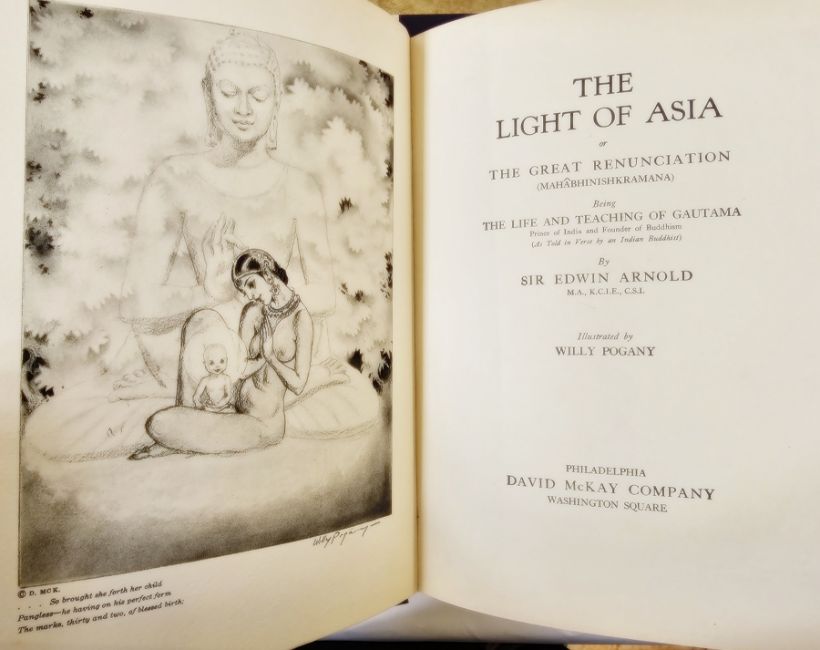 Willy Pogany
© D. MCK.
. . . . So brought she forth her child
Pangless—he having on his perfect form
The marks, thirty and two, of blessed birth;
THE
LIGHT OF ASIA
or
THE GREAT RENUNCIATION
(MAHÂBHINISHKRAMANA)
Being
THE LIFE AND TEACHING OF GAUTAMA
Prince of India and Founder of Buddhism
(As Told in Verse by an Indian Buddhist)
By
SIR EDWIN ARNOLD
M.A., K.C.I.E., C.S.I.
Illustrated by
WILLY POGANY
PHILADELPHIA
DAVID McKAY COMPANY
WASHINGTON SQUARE